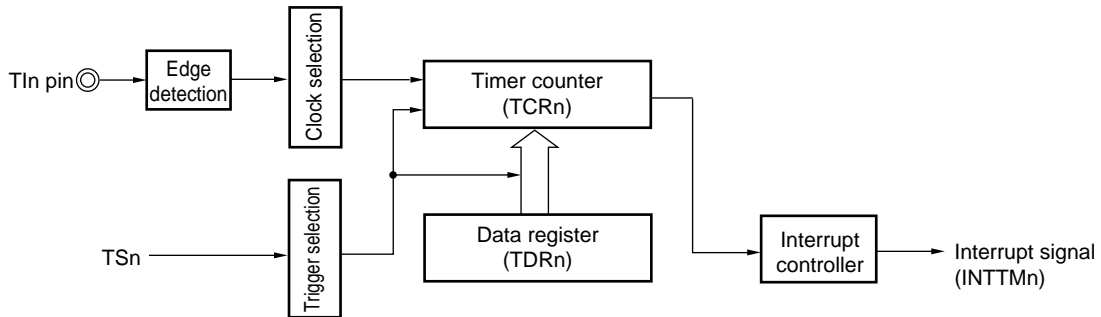 TIn pin
Edge
detection
Clock selection
Timer counter
(TCRn)
TSn
Trigger selection
Data register
(TDRn)
Interrupt
controller
Interrupt signal
(INTTMn)